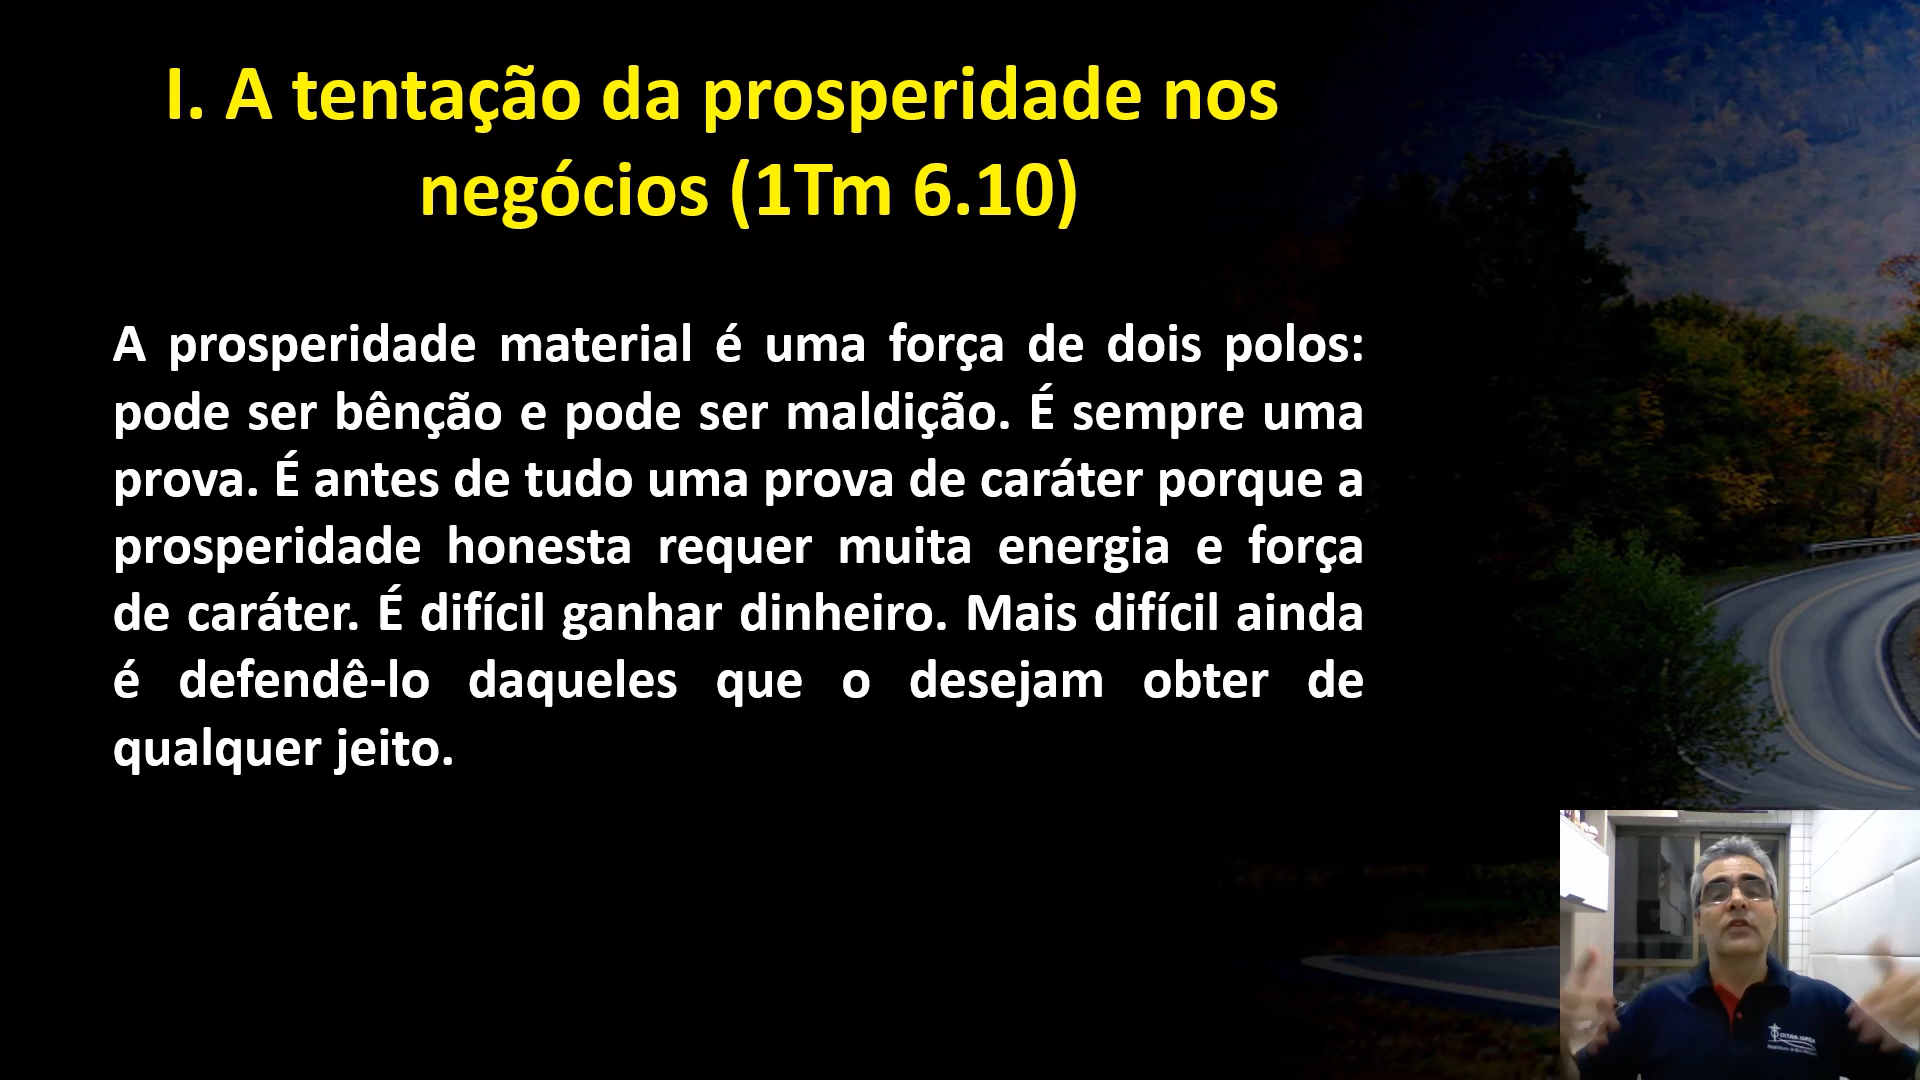 I. A tentação da prosperidade nos
negócios (1Tm 6.10)
A prosperidade material é uma força de dois polos:
pode ser bênção e pode ser maldição. É sempre uma
prova. É antes de tudo uma prova de caráter porque a
prosperidade honesta requer muita energia e força
de caráter. É difícil ganhar dinheiro. Mais difícil ainda
é defendê-lo daqueles que o desejam obter de
qualquer jeito.
OITAVA IGREJA